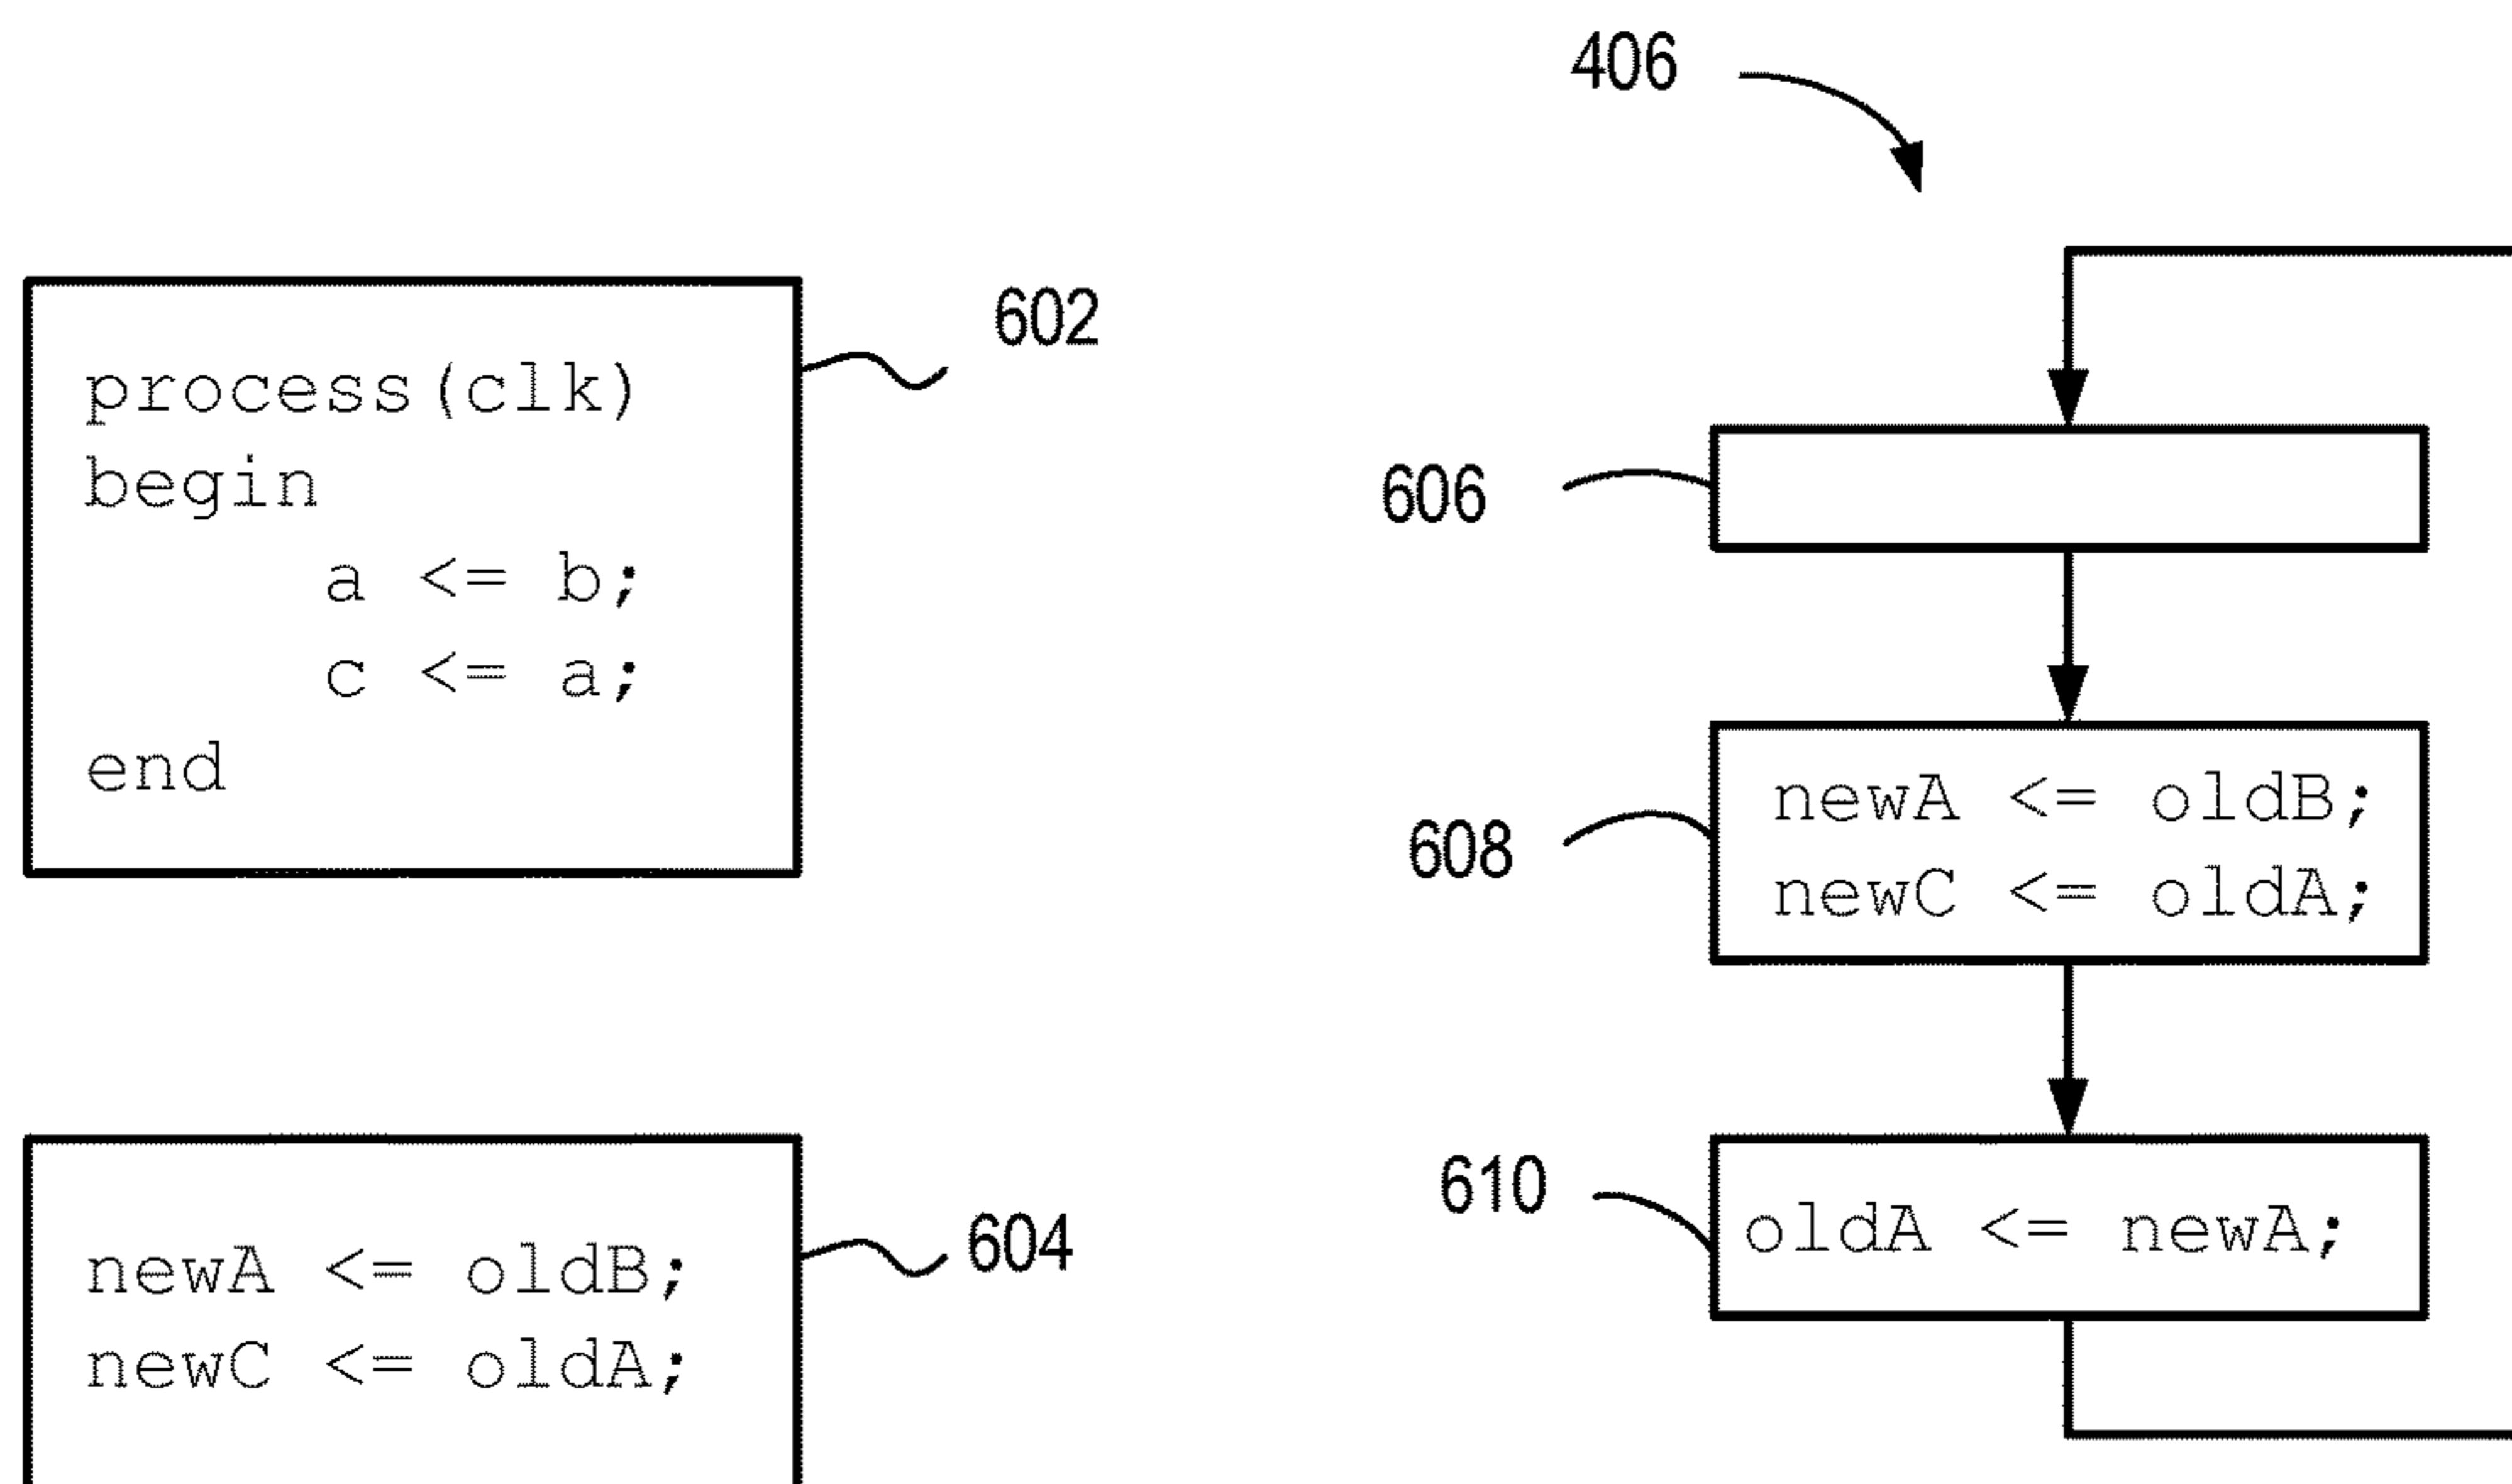 406
602
process(clk)
begin
a <= b;
c <= a;
end
604
newA <= oldB;
newC <= oldA;
606
608
newA <= oldB;
newC <= oldA;
610
oldA <= newA;